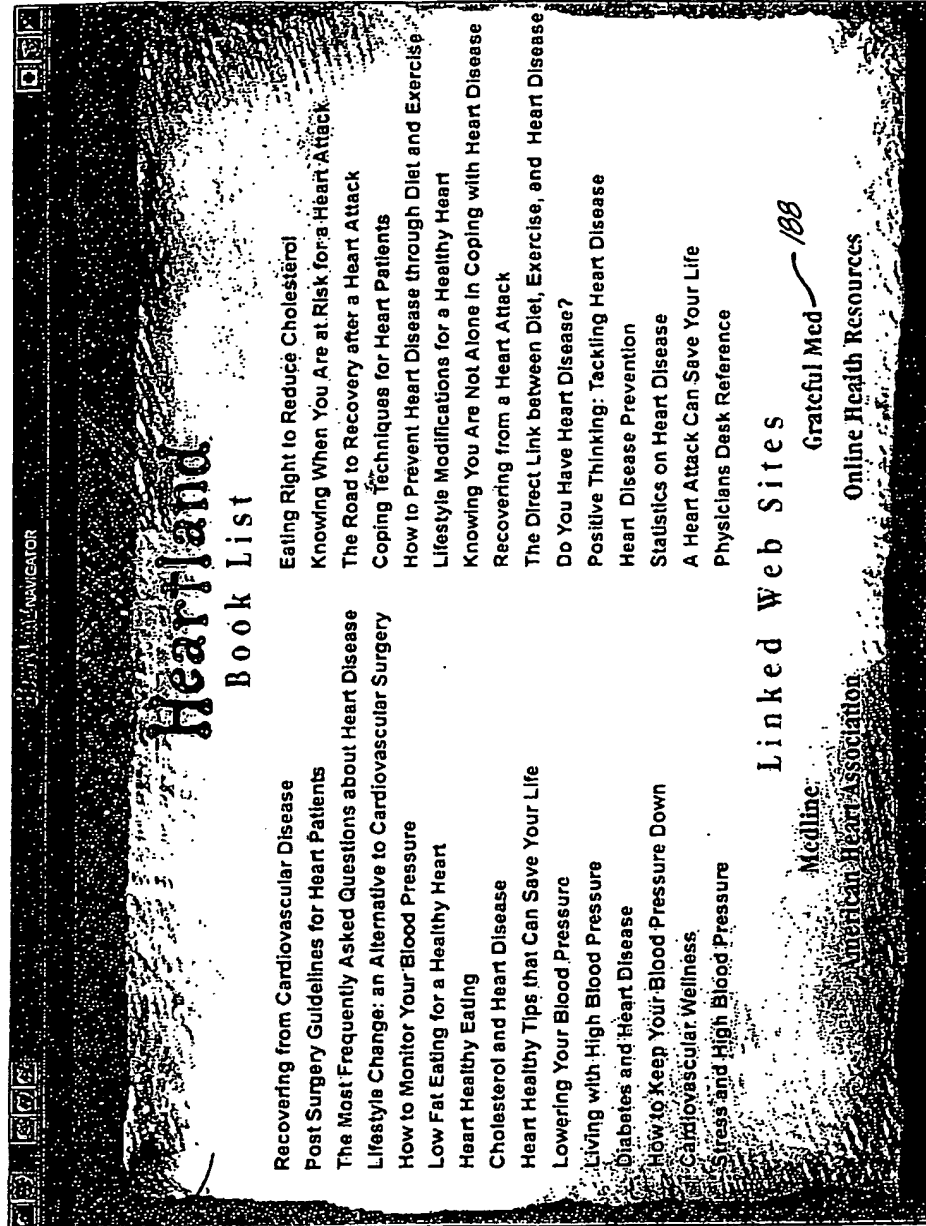 NAVIGATOR
Heartland
Book List
Recovering from Cardiovascular Disease
Post Surgery Guidelines for Heart Patients
The Most Frequently Asked Questions about Heart Disease
Lifestyle Change: an Alternative to Cardiovascular Surgery
How to Monitor Your Blood Pressure
Low Fat Eating for a Healthy Heart
Heart Healthy Eating
Cholesterol and Heart Disease
Heart Healthy Tips that Can Save Your Life
Lowering Your Blood Pressure
Living with High Blood Pressure
Diabetes and Heart Disease
How to Keep Your Blood Pressure Down
Cardiovascular Wellness
Stress and High Blood Pressure
Eating Right to Reduce Cholesterol
Knowing When You Are at Risk for a Heart Attack
The Road to Recovery after a Heart Attack
Coping Techniques for Heart Patients
How to Prevent Heart Disease through Diet and Exercise
Lifestyle Modifications for a Healthy Heart
Knowing You Are Not Alone in Coping with Heart Disease
Recovering from a Heart Attack
The Direct Link between Diet, Exercise, and Heart Disease
Do You Have Heart Disease?
Positive Thinking: Tackling Heart Disease
Heart Disease Prevention
Statistics on Heart Disease
A Heart Attack Can Save Your Life
Physicians Desk Reference
Linked Web Sites
Medline
Grateful Med 188
American Heart Association
Online Health Resources